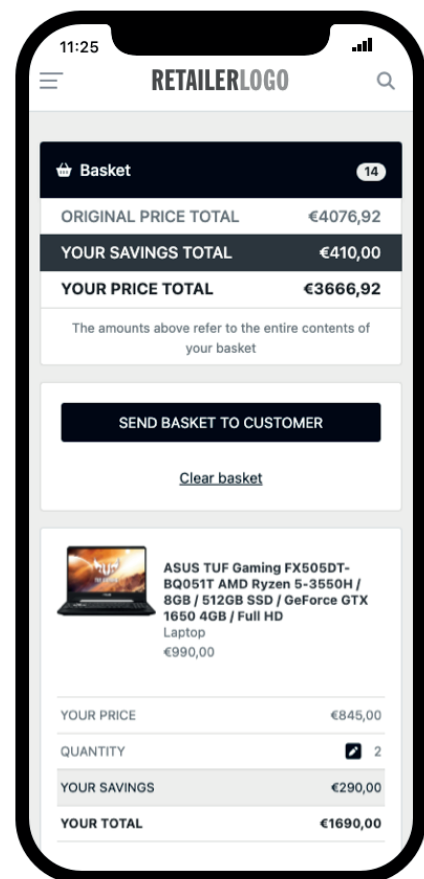 11:25
RETAILERLOGO
Basket
14
ORIGINAL PRICE TOTAL €4076,92
YOUR SAVINGS TOTAL €410,00
YOUR PRICE TOTAL €3666,92
The amounts above refer to the entire contents of
your basket
SEND BASKET TO CUSTOMER
Clear basket
ASUS TUF Gaming FX505DT-
BQ051T AMD Ryzen 5-3550H /
8GB / 512GB SSD / GeForce GTX
1650 4GB / Full HD
Laptop
€990,00
YOUR PRICE €845,00
QUANTITY 2
YOUR SAVINGS €290,00
YOUR TOTAL €1690,00